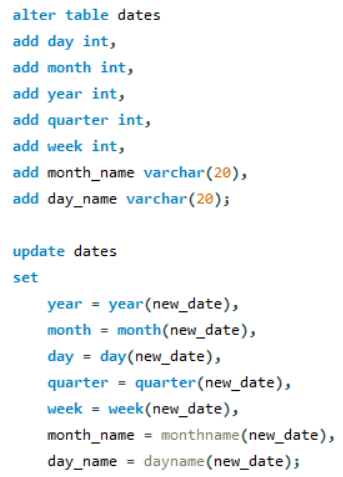 alter table dates
add day int,
add month int,
add year int,
add quarter int,
add week int,
add month_name varchar(20),
add day_name varchar(20);

update dates
set
    year = year(new_date),
    month = month(new_date),
    day = day(new_date),
    quarter = quarter(new_date),
    week = week(new_date),
    month_name = monthname(new_date),
    day_name = dayname(new_date);